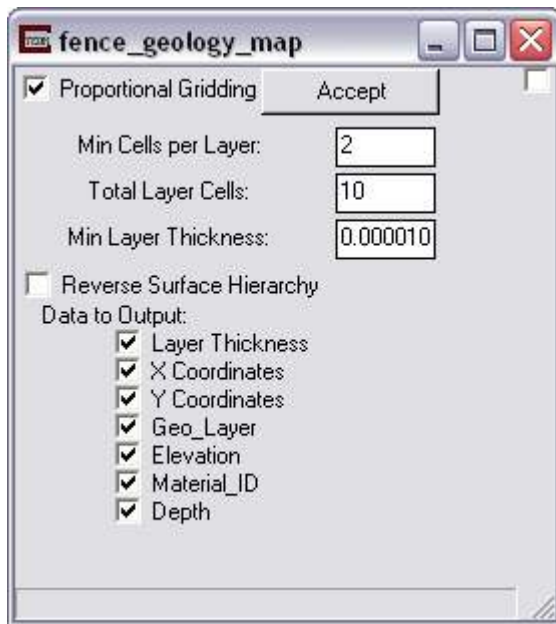 fence_geology_map
Proportional Gridding Accept
Min Cells per Layer: 2
Total Layer Cells: 10
Min Layer Thickness: 0.000010
Reverse Surface Hierarchy
Data to Output:
Layer Thickness
X Coordinates
Y Coordinates
Geo_Layer
Elevation
Material_ID
Depth